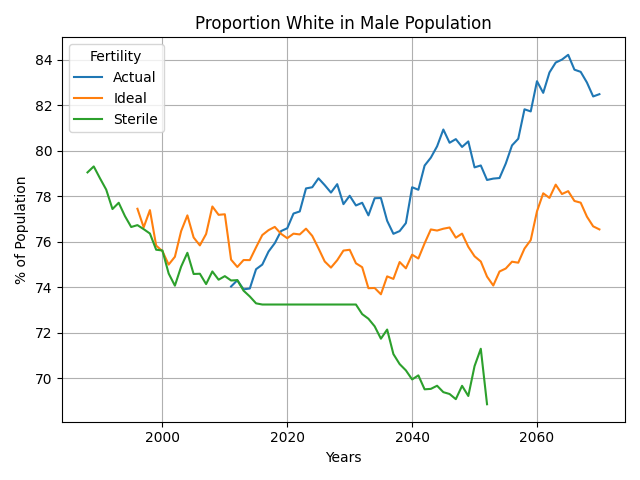 Proportion White in Male Population
Fertility
Actual
Ideal
Sterile
% of Population
84
82
80
78
76
74
72
70
2000
2020
2040
2060
Years